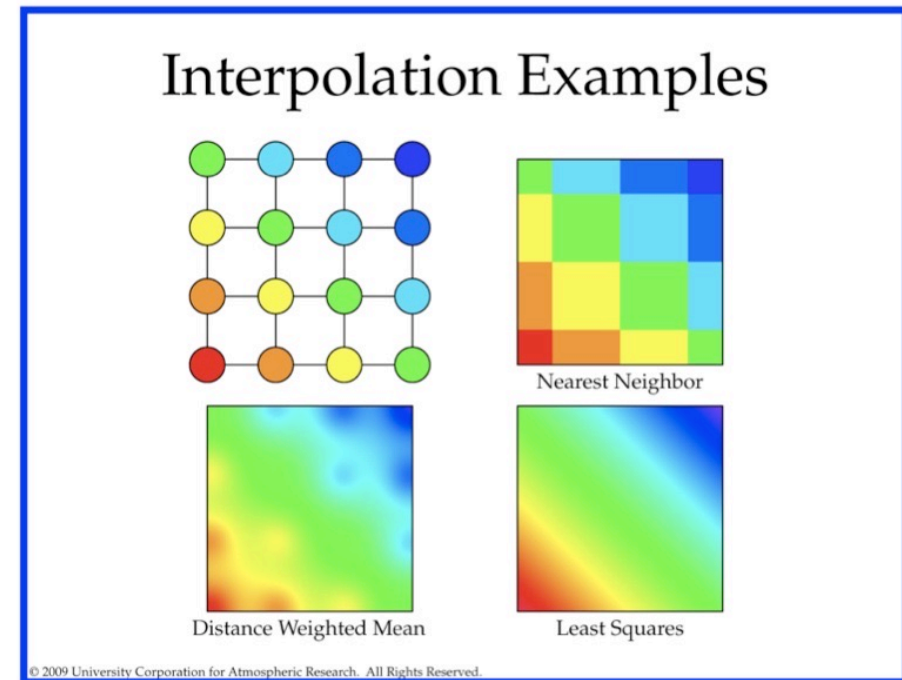 Interpolation Examples
Nearest Neighbor
Distance Weighted Mean
Least Squares
© 2009 University Corporation for Atmospheric Research. All Rights Reserved.